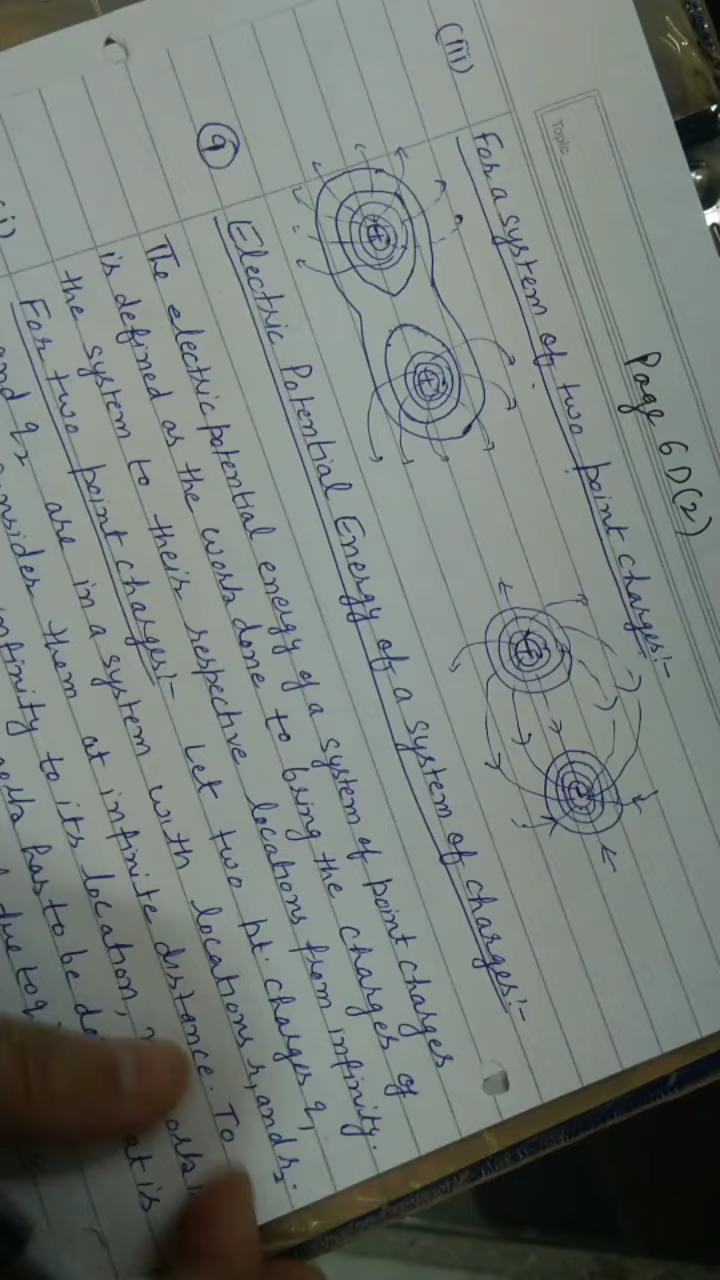 Page 6 D(2)
Topic
(iii) For a system of two point charges:-
+ +
+ -
9 Electric Potential Energy of a system of charges:-
The electric potential energy of a system of point charges
is defined as the work done to bring the charges of
the system to their respective locations from infinity.
(i) For two point charges:- Let two pt. charges q1
and q2 are in a system with locations r1 and r2.
consider them at infinite distance. To
infinity to its location,
has to be
due to q